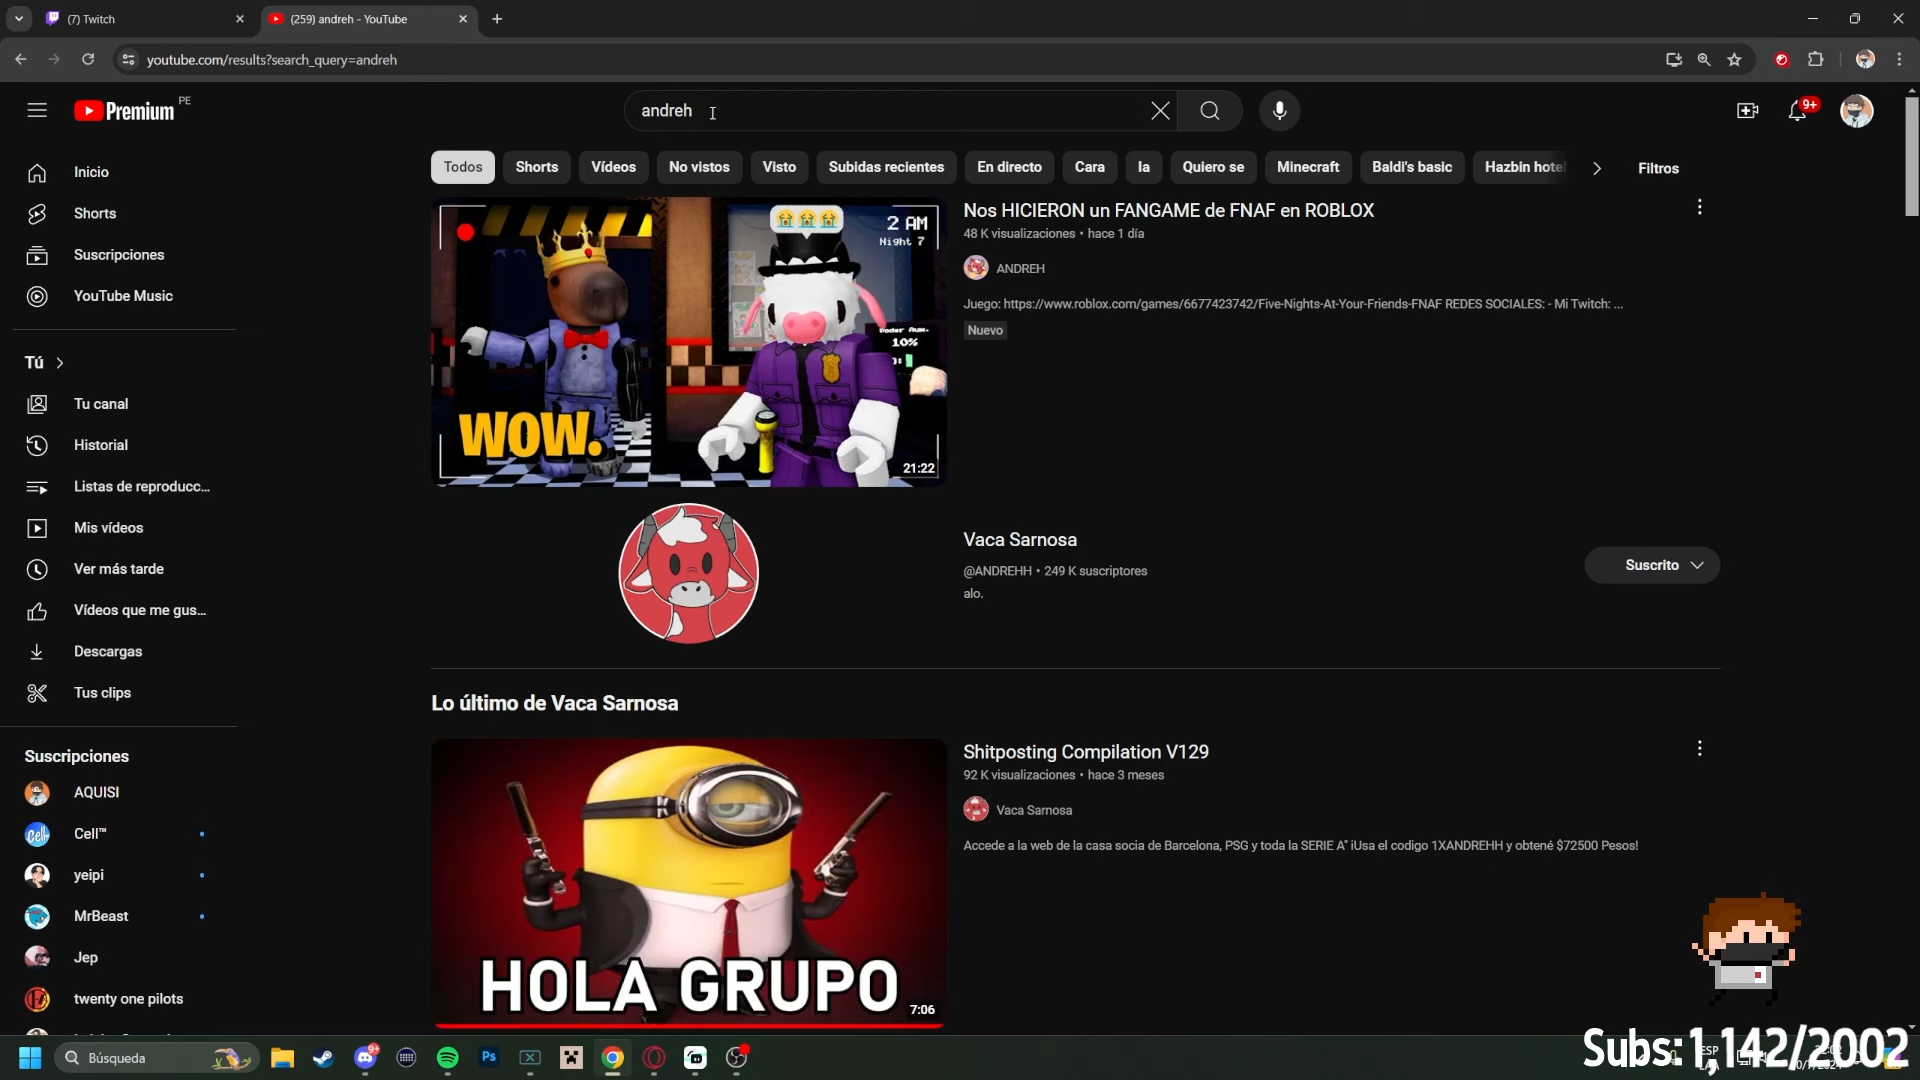 (7) Twitch
(259) andreh - YouTube
youtube.com/results?search_query=andreh
Premium PE
andreh
9+
Todos
Shorts
Vídeos
No vistos
Visto
Subidas recientes
En directo
Cara
la
Quiero se
Minecraft
Baldi's basic
Hazbin hotel
Filtros
Inicio
Shorts
Suscripciones
YouTube Music
Tú
Tu canal
Historial
Listas de reproducc...
Mis vídeos
Ver más tarde
Vídeos que me gus...
Descargas
Tus clips
Suscripciones
AQUISI
Cell™
yeipi
MrBeast
Jep
twenty one pilots
2 AM
Night 7
10%
WOW.
21:22
Nos HICIERON un FANGAME de FNAF en ROBLOX
48 K visualizaciones • hace 1 día
ANDREH
Juego: https://www.roblox.com/games/6677423742/Five-Nights-At-Your-Friends-FNAF REDES SOCIALES: - Mi Twitch: ...
Nuevo
Vaca Sarnosa
@ANDREHH • 249 K suscriptores
alo.
Suscrito
Lo último de Vaca Sarnosa
HOLA GRUPO
7:06
Shitposting Compilation V129
92 K visualizaciones • hace 3 meses
Vaca Sarnosa
Accede a la web de la casa socia de Barcelona, PSG y toda la SERIE A" ¡Usa el codigo 1XANDREHH y obtené $72500 Pesos!
Búsqueda
9+
Ps
Subs:1,142/2002
ESP